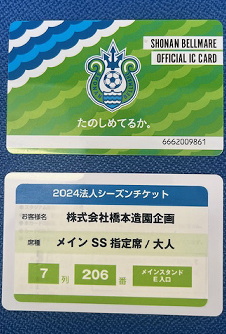 SHONAN BELLMARE
OFFICIAL IC CARD
たのしめてるか。
6662009861
2024法人シーズンチケット
お客様名
株式会社橋本造園企画
席種
メイン SS 指定席 / 大人
7 列 206 番
メインスタンド
E 入口